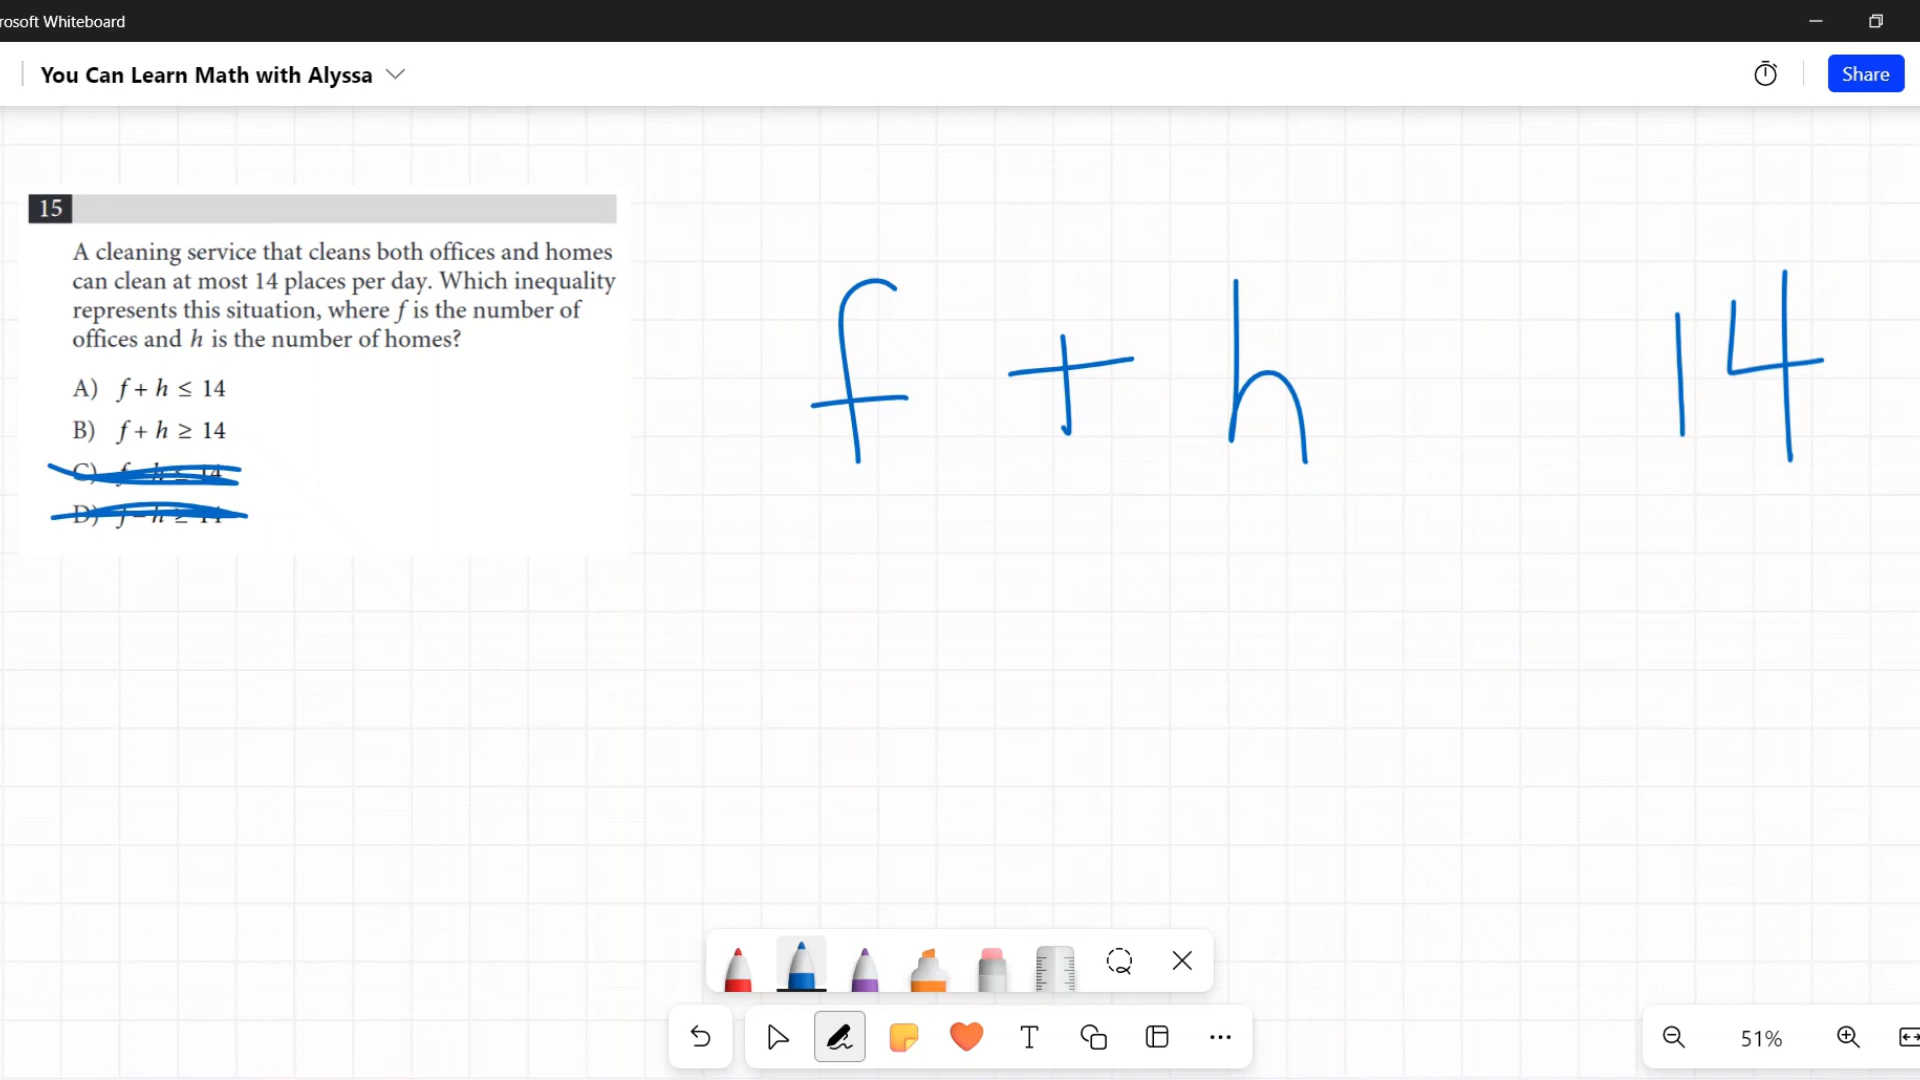 rosoft Whiteboard
You Can Learn Math with Alyssa
Share
15
A cleaning service that cleans both offices and homes
can clean at most 14 places per day. Which inequality
represents this situation, where f is the number of
offices and h is the number of homes?
A) f + h ≤ 14
B) f + h ≥ 14
C) f − h ≤ 14
D) f − h ≥ 14
f + h 14
T
51%